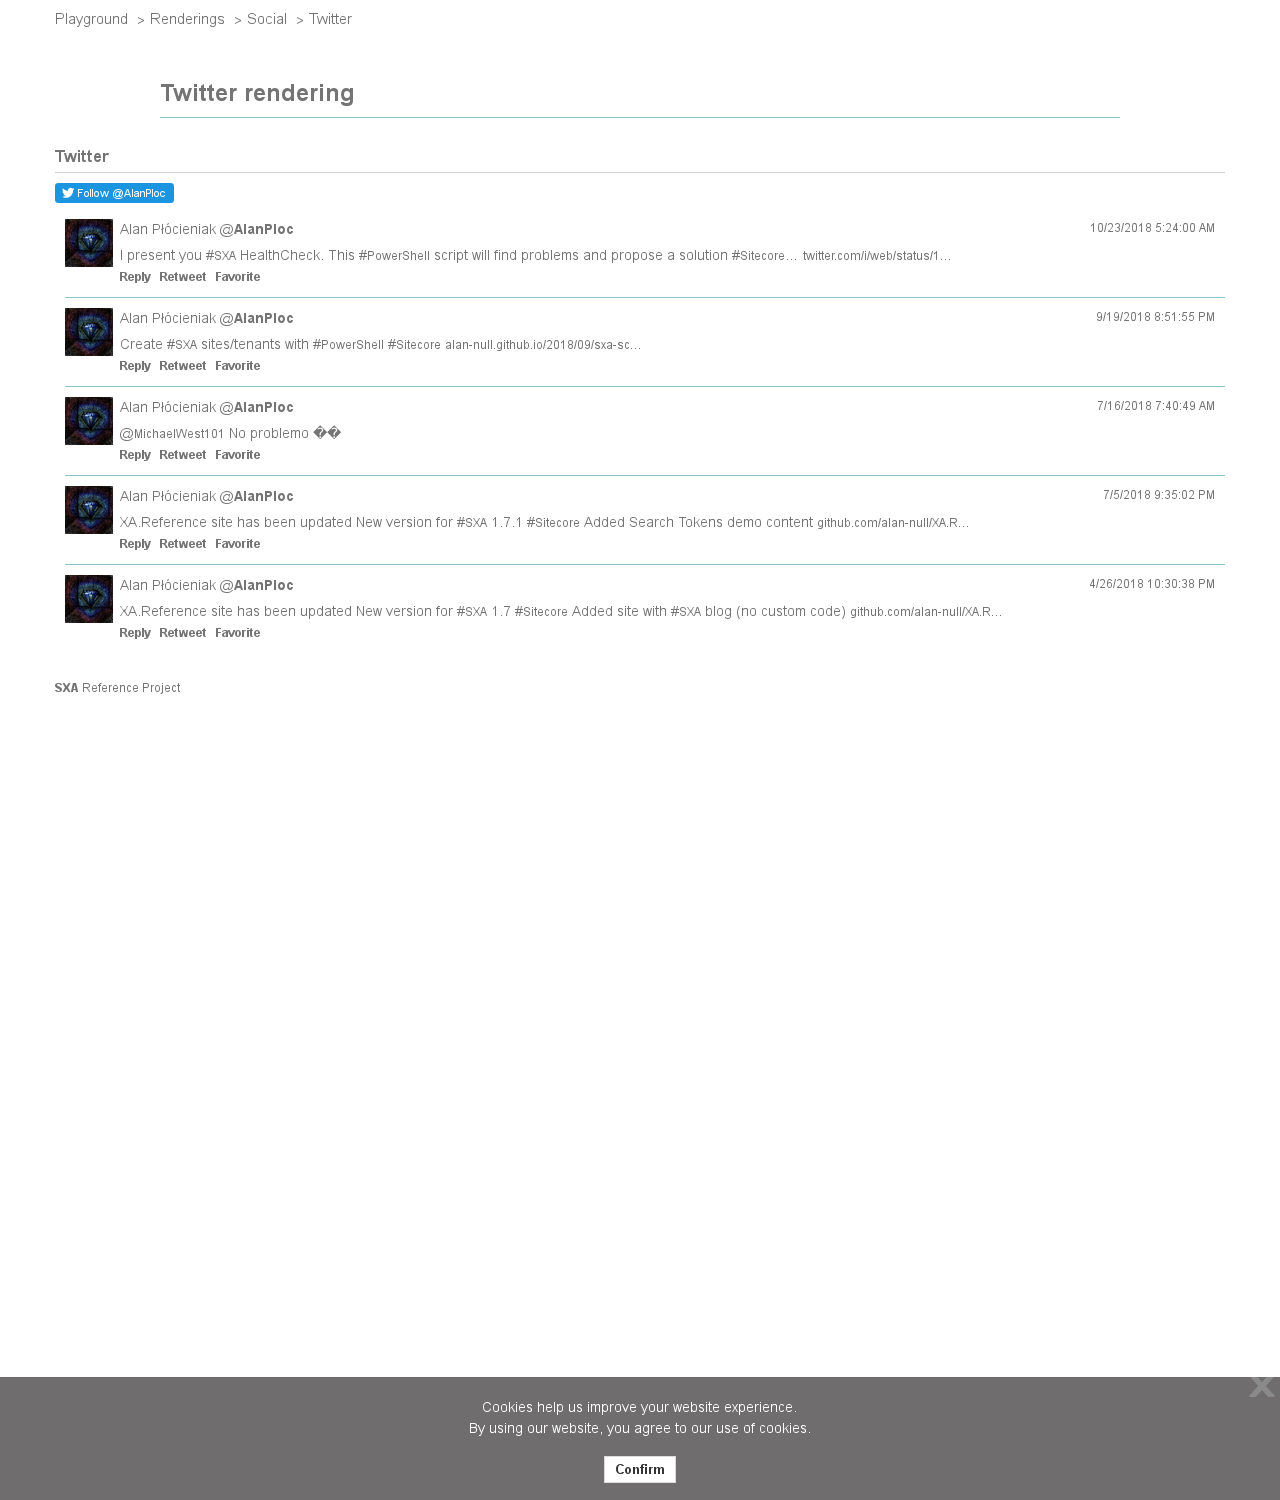 Playground > Renderings > Social > Twitter
Twitter rendering
Twitter
Follow @AlanPloc
Alan Płócieniak @AlanPloc 10/23/2018 5:24:00 AM
I present you #SXA HealthCheck. This #PowerShell script will find problems and propose a solution #Sitecore… twitter.com/i/web/status/1…
Reply Retweet Favorite
Alan Płócieniak @AlanPloc 9/19/2018 8:51:55 PM
Create #SXA sites/tenants with #PowerShell #Sitecore alan-null.github.io/2018/09/sxa-sc…
Reply Retweet Favorite
Alan Płócieniak @AlanPloc 7/16/2018 7:40:49 AM
@MichaelWest101 No problemo ��
Reply Retweet Favorite
Alan Płócieniak @AlanPloc 7/5/2018 9:35:02 PM
XA.Reference site has been updated New version for #SXA 1.7.1 #Sitecore Added Search Tokens demo content github.com/alan-null/XA.R…
Reply Retweet Favorite
Alan Płócieniak @AlanPloc 4/26/2018 10:30:38 PM
XA.Reference site has been updated New version for #SXA 1.7 #Sitecore Added site with #SXA blog (no custom code) github.com/alan-null/XA.R…
Reply Retweet Favorite
SXA Reference Project
X
Cookies help us improve your website experience.
By using our website, you agree to our use of cookies.
Confirm